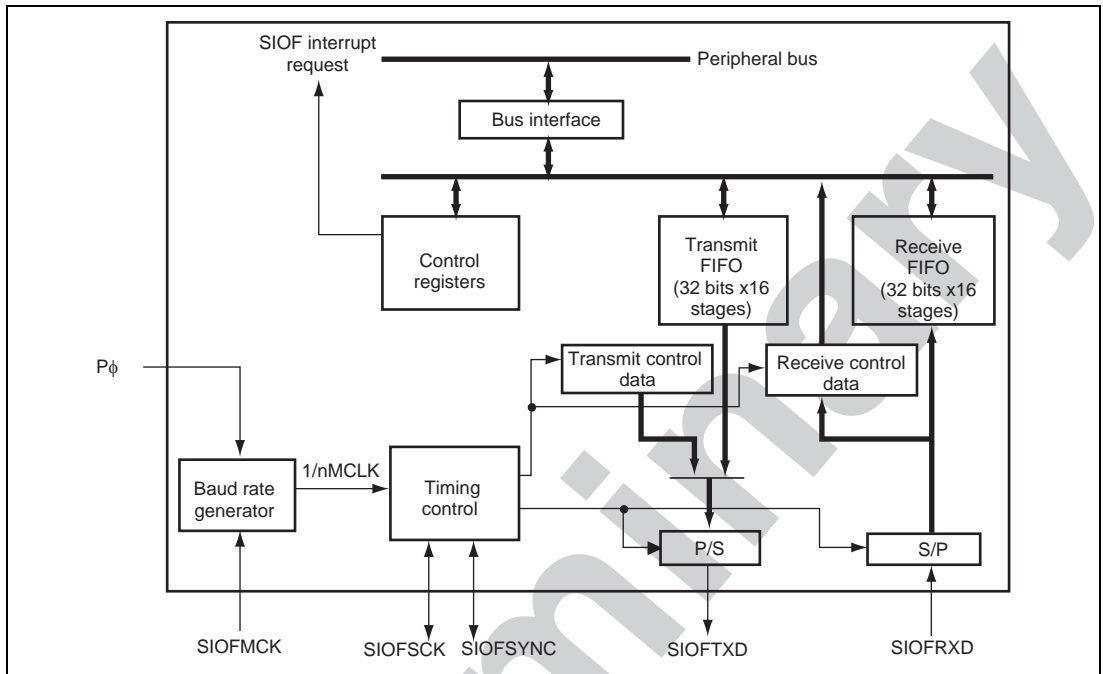 SIOF interrupt
request
Peripheral bus
Bus interface
Control
registers
Transmit
FIFO
(32 bits x16
stages)
Receive
FIFO
(32 bits x16
stages)
Pϕ
Transmit control
data
Receive control
data
1/nMCLK
Baud rate
generator
Timing
control
P/S
S/P
SIOFMCK
SIOFSCK
SIOFSYNC
SIOFTXD
SIOFRXD
minary